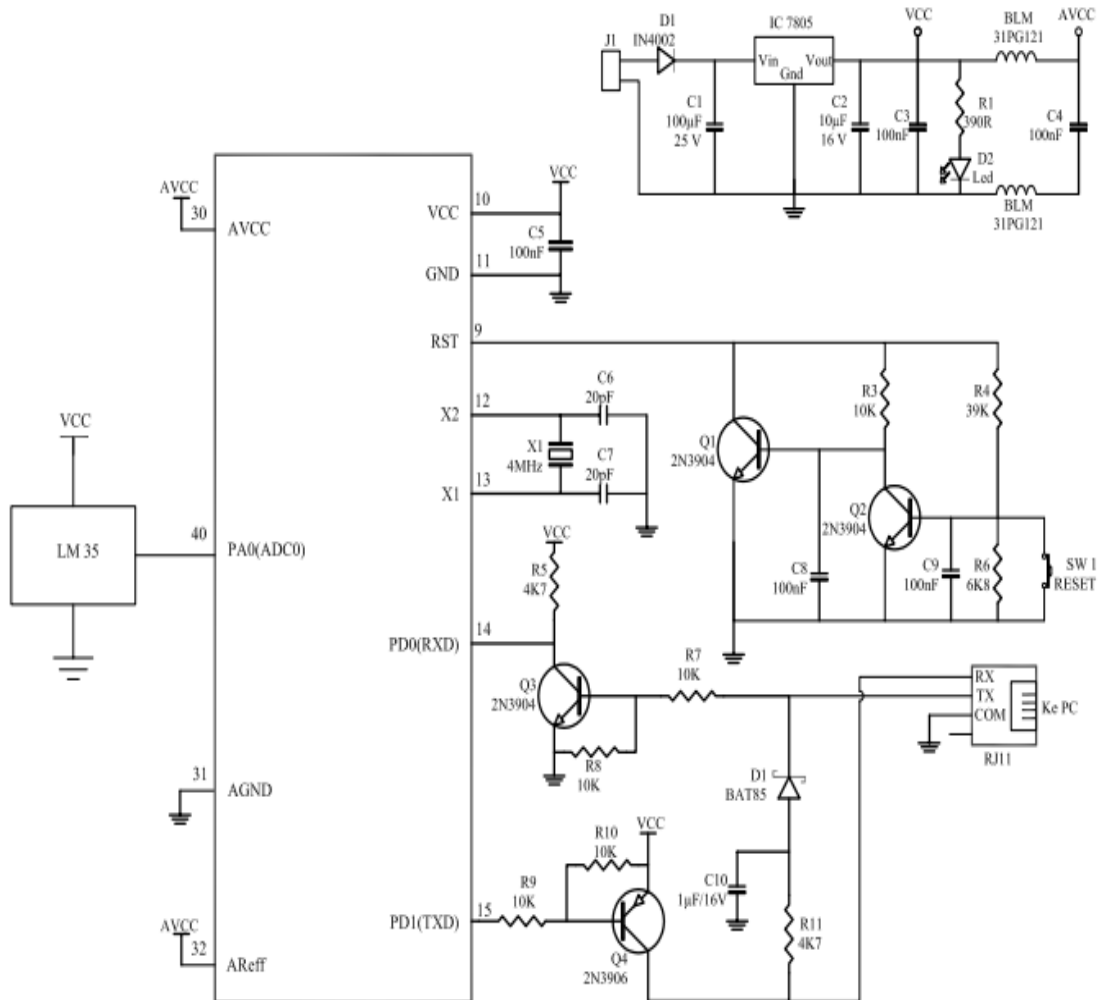 D1
IN4002
J1
IC 7805
Vin
Vout
Gnd
VCC
BLM
31PG121
AVCC
C1
100µF
25 V
C2
10µF
16 V
C3
100nF
R1
390R
D2
Led
C4
100nF
BLM
31PG121
AVCC
30
AVCC
VCC
10
VCC
C5
100nF
GND
11
RST
9
X2
12
C6
20pF
X1
4MHz
C7
20pF
X1
13
R3
10K
R4
39K
Q1
2N3904
Q2
2N3904
C8
100nF
C9
100nF
R6
6K8
SW 1
RESET
VCC
LM 35
40
PA0(ADC0)
VCC
R5
4K7
PD0(RXD)
14
Q3
2N3904
R7
10K
R8
10K
RX
TX
COM
Ke PC
RJ11
31
AGND
D1
BAT85
VCC
R10
10K
R9
10K
C10
1µF/16V
R11
4K7
PD1(TXD)
15
Q4
2N3906
AVCC
32
AReff